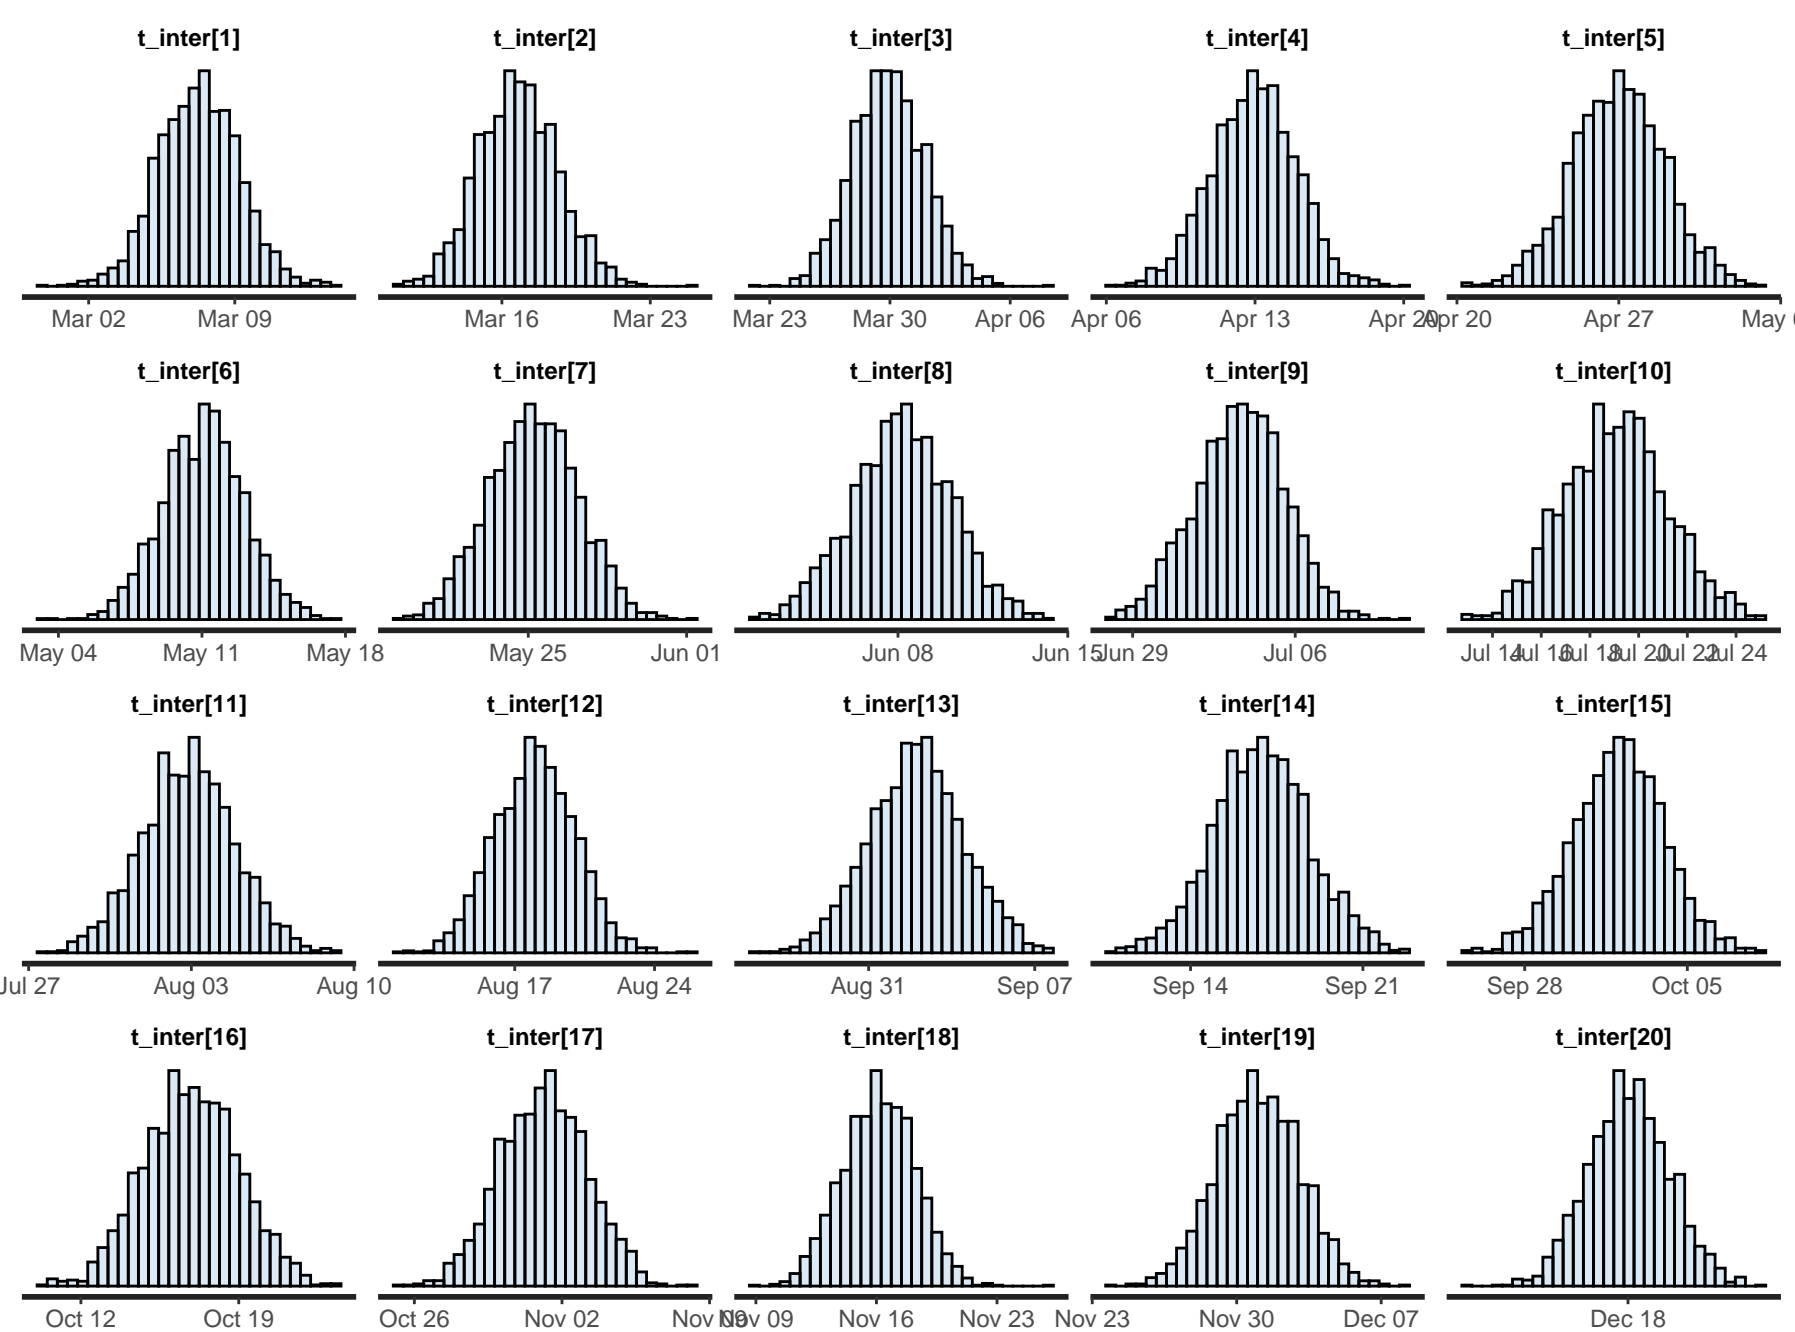 t_inter[1] t_inter[2] t_inter[3] t_inter[4] t_inter[5]
Mar 02 Mar 09 Mar 16 Mar 23 Mar 23 Mar 30 Apr 06 Apr 06 Apr 13 Apr 20 Apr 20 Apr 27 May
t_inter[6] t_inter[7] t_inter[8] t_inter[9] t_inter[10]
May 04 May 11 May 18 May 25 Jun 01 Jun 08 Jun 15 Jun 29 Jul 06 Jul 14 Jul 16 Jul 18 Jul 20 Jul 22 Jul 24
t_inter[11] t_inter[12] t_inter[13] t_inter[14] t_inter[15]
Jul 27 Aug 03 Aug 10 Aug 17 Aug 24 Aug 31 Sep 07 Sep 14 Sep 21 Sep 28 Oct 05
t_inter[16] t_inter[17] t_inter[18] t_inter[19] t_inter[20]
Oct 12 Oct 19 Oct 26 Nov 02 Nov 09 Nov 09 Nov 16 Nov 23 Nov 23 Nov 30 Dec 07 Dec 18